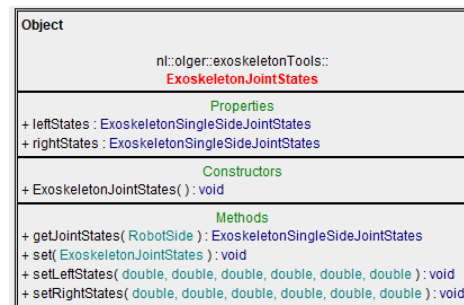 Object
nl::olger::exoskeletonTools::
ExoskeletonJointStates
Properties
+ leftStates : ExoskeletonSingleSideJointStates
+ rightStates : ExoskeletonSingleSideJointStates
Constructors
+ ExoskeletonJointStates( ) : void
Methods
+ getJointStates( RobotSide ) : ExoskeletonSingleSideJointStates
+ set( ExoskeletonJointStates ) : void
+ setLeftStates( double, double, double, double, double, double ) : void
+ setRightStates( double, double, double, double, double, double ) : void